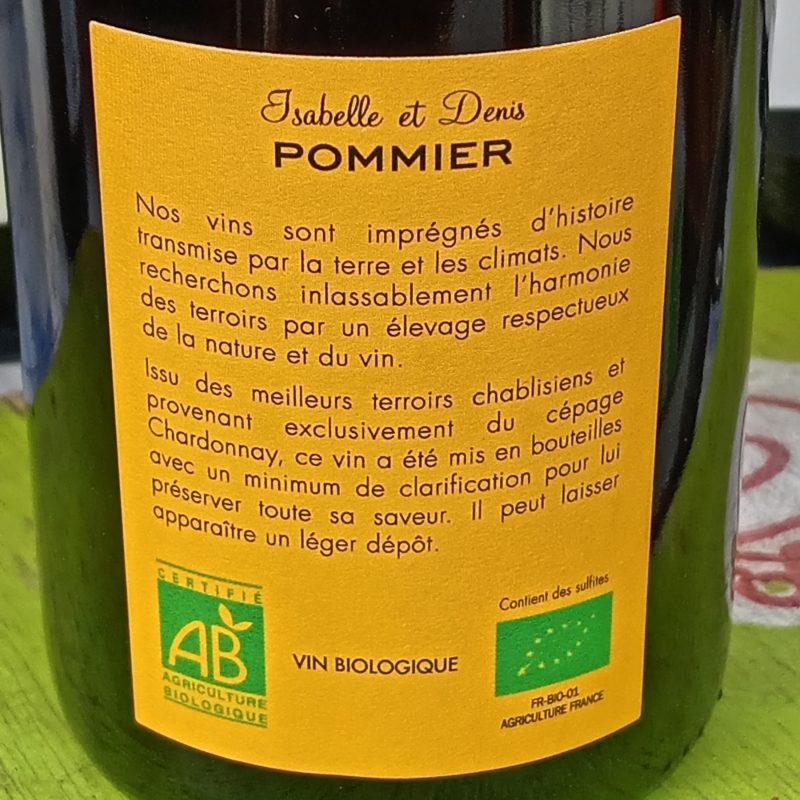 Isabelle et Denis
POMMIER
Nos vins sont imprégnés d'histoire
transmise par la terre et les climats. Nous
recherchons inlassablement l'harmonie
des terroirs par un élevage respectueux
de la nature et du vin.
Issu des meilleurs terroirs chablisiens et
provenant exclusivement du cépage
Chardonnay, ce vin a été mis en bouteilles
avec un minimum de clarification pour lui
préserver toute sa saveur. Il peut laisser
apparaître un léger dépôt.
CERTIFIÉ
AB
AGRICULTURE
BIOLOGIQUE
VIN BIOLOGIQUE
Contient des sulfites
FR-BIO-01
AGRICULTURE FRANCE